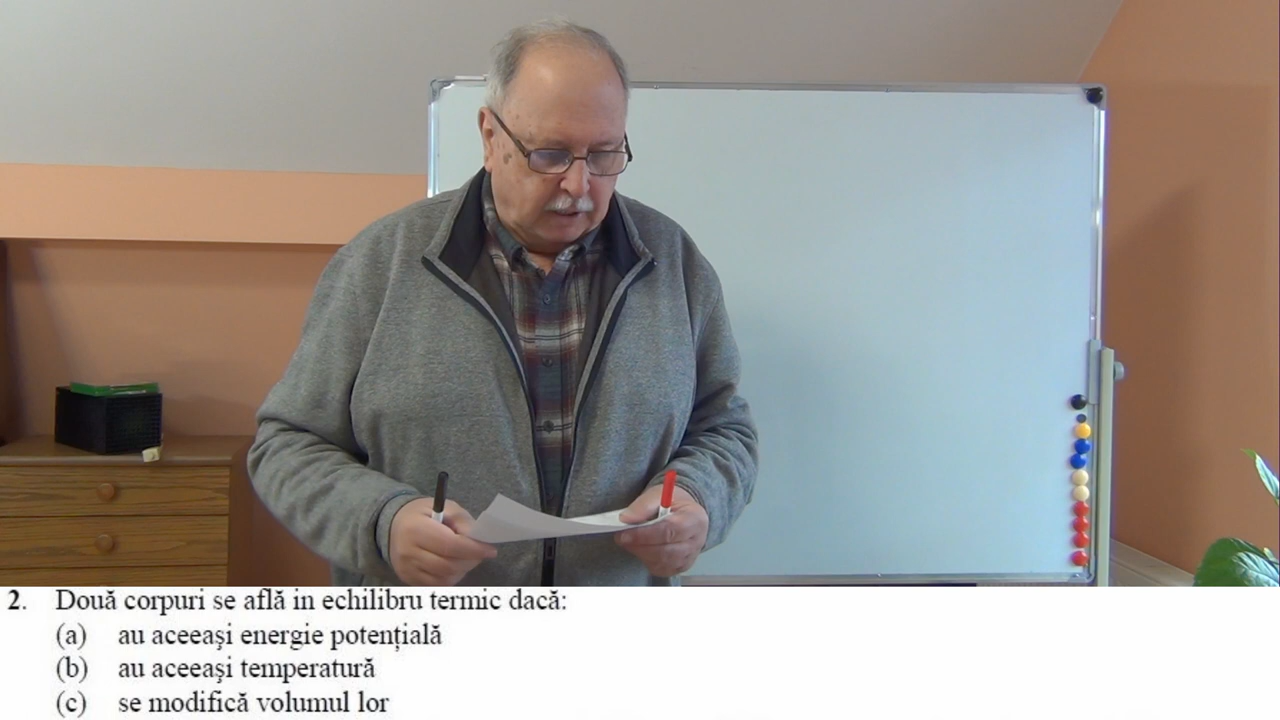 2. Două corpuri se află in echilibru termic dacă:
(a) au aceeaşi energie potenţială
(b) au aceeaşi temperatură
(c) se modifică volumul lor